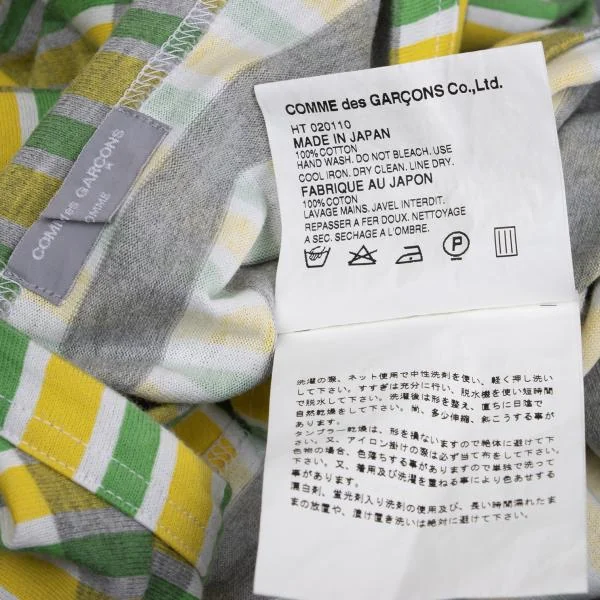 COMME des GARÇONS Co.,Ltd.
HT 020110
MADE IN JAPAN
100% COTTON
HAND WASH. DO NOT BLEACH. USE
COOL IRON. DRY CLEAN. LINE DRY.
FABRIQUE AU JAPON
100% COTON
LAVAGE MAINS. JAVEL INTERDIT.
REPASSER A FER DOUX. NETTOYAGE
A SEC. SECHAGE A L'OMBRE.
P
COMME des GARÇONS
HOMME
洗濯の際、ネット使用で中性洗剤を使い、軽く押し洗い
して下さい。すすぎは充分に行い、脱水機を使い短時間
で脱水して下さい。洗濯後は形を整え、直ちに日陰で
自然乾燥をして下さい。尚、多少伸縮、斜こうする事が
あります。
タンブラー乾燥は、形を損ないますので絶体に避けて下
さい。又、アイロン掛けの際は必ず当て布をして下さい。
色物の場合、色落ちする事がありますので単独で洗って
下さい。又、着用及び洗濯を重ねる事により色あせする
事があります。
漂白剤、蛍光剤入り洗剤の使用及び、長い時間濡れたま
まの放置や、漬け置き洗いは絶対に避けて下さい。